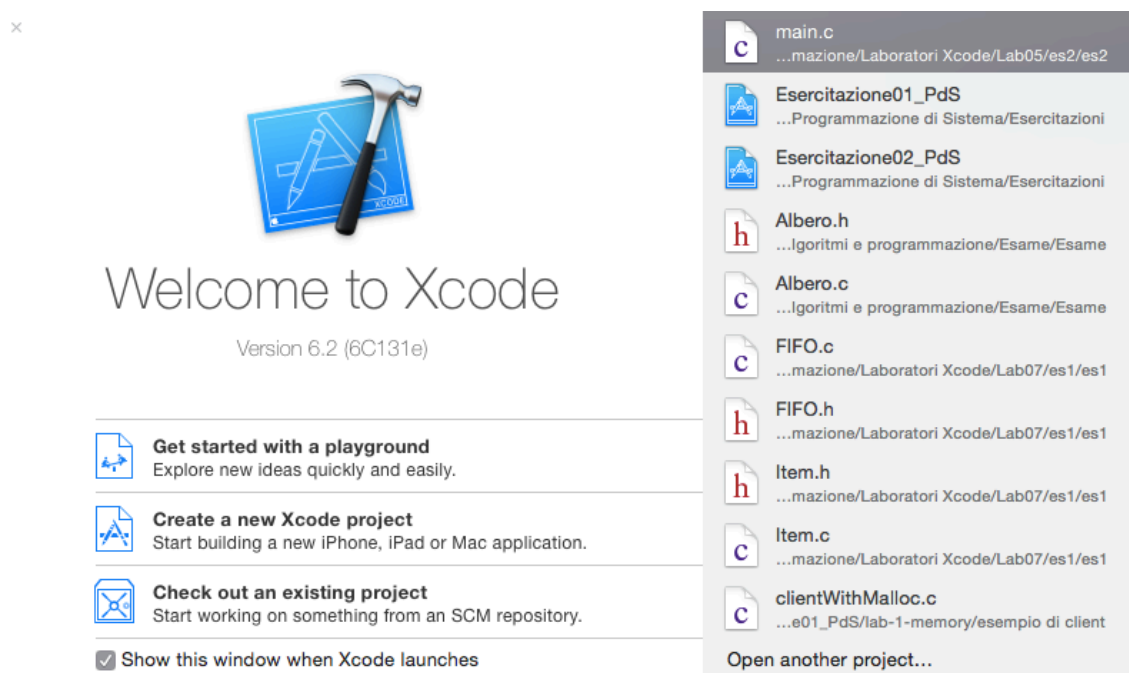 XCODE
Welcome to Xcode
Version 6.2 (6C131e)
Get started with a playground
Explore new ideas quickly and easily.
Create a new Xcode project
Start building a new iPhone, iPad or Mac application.
Check out an existing project
Start working on something from an SCM repository.
Show this window when Xcode launches
c main.c
...mazione/Laboratori Xcode/Lab05/es2/es2
Esercitazione01_PdS
...Programmazione di Sistema/Esercitazioni
Esercitazione02_PdS
...Programmazione di Sistema/Esercitazioni
h Albero.h
...lgoritmi e programmazione/Esame/Esame
c Albero.c
...lgoritmi e programmazione/Esame/Esame
c FIFO.c
...mazione/Laboratori Xcode/Lab07/es1/es1
h FIFO.h
...mazione/Laboratori Xcode/Lab07/es1/es1
h Item.h
...mazione/Laboratori Xcode/Lab07/es1/es1
c Item.c
...mazione/Laboratori Xcode/Lab07/es1/es1
c clientWithMalloc.c
...e01_PdS/lab-1-memory/esempio di client
Open another project...